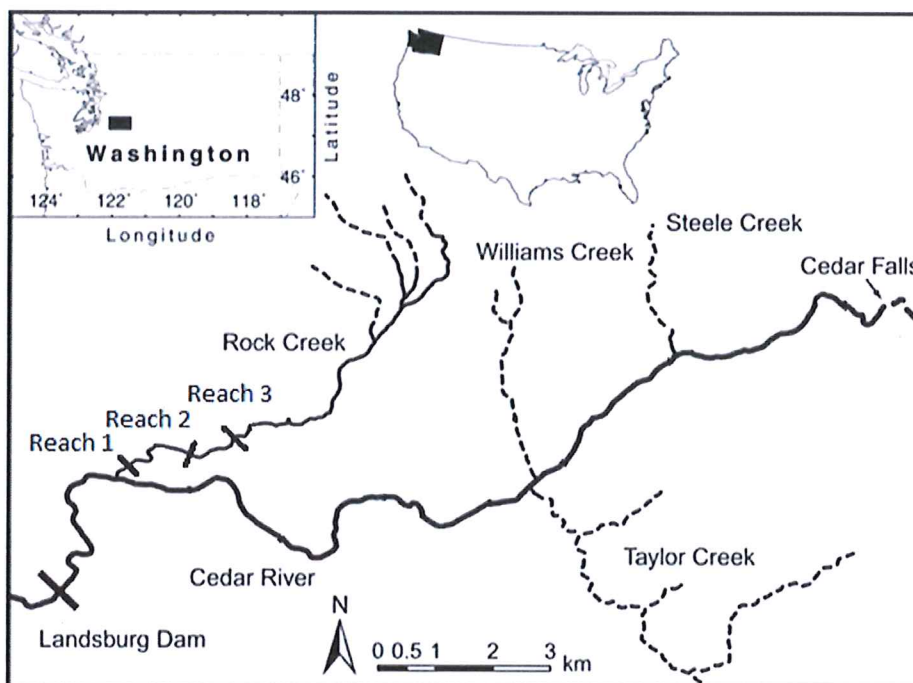 48°
46°
Latitude
Washington
124° 122° 120° 118°
Longitude
Steele Creek
Williams Creek
Cedar Falls
Rock Creek
Reach 3
Reach 2
Reach 1
Cedar River
Taylor Creek
Landsburg Dam
N
0 0.5 1 2 3
km